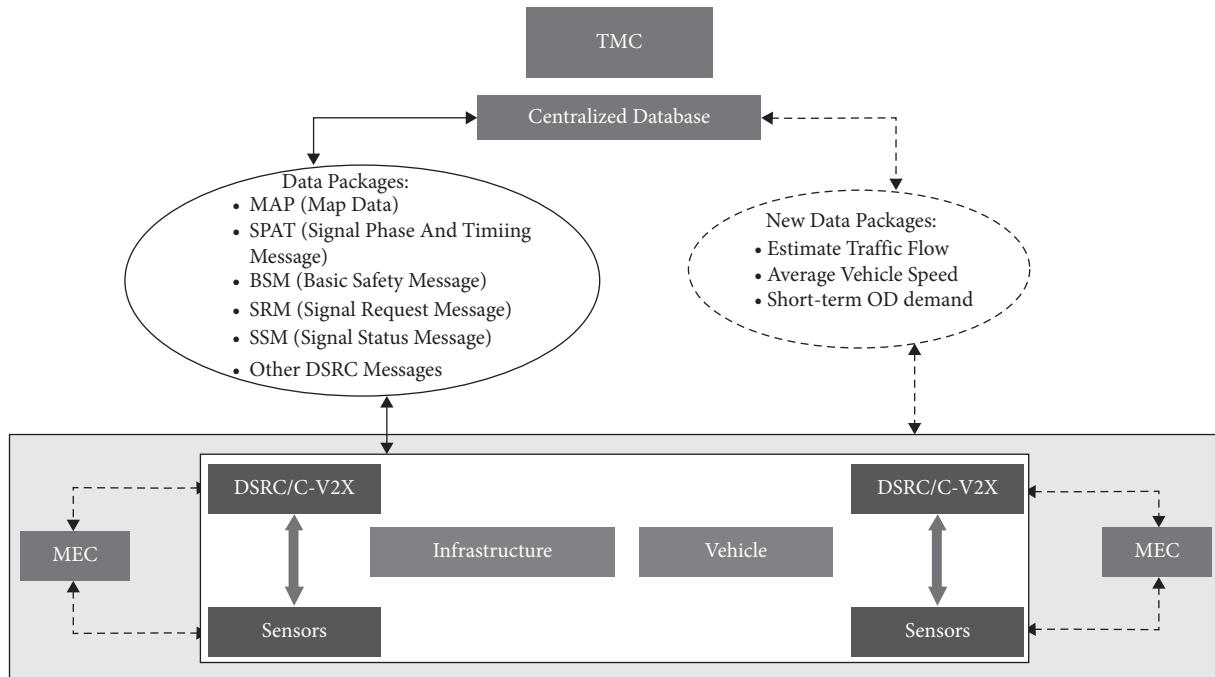 TMC
Centralized Database
Data Packages:
• MAP (Map Data)
• SPAT (Signal Phase And Timiing
Message)
• BSM (Basic Safety Message)
• SRM (Signal Request Message)
• SSM (Signal Status Message)
• Other DSRC Messages
New Data Packages:
• Estimate Traffic Flow
• Average Vehicle Speed
• Short-term OD demand
DSRC/C-V2X
DSRC/C-V2X
MEC
Infrastructure
Vehicle
MEC
Sensors
Sensors